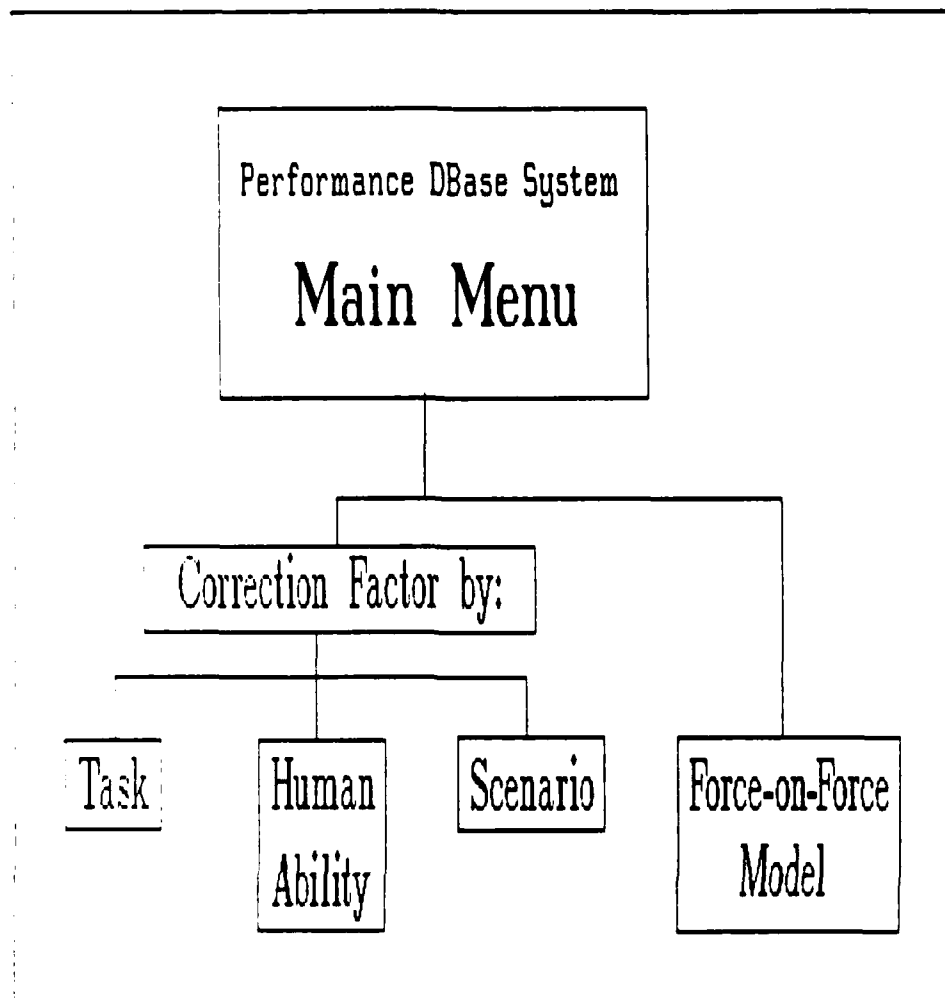 Performance DBase System
Main Menu
Correction Factor by:
Task
Human
Ability
Scenario
Force-on-Force
Model